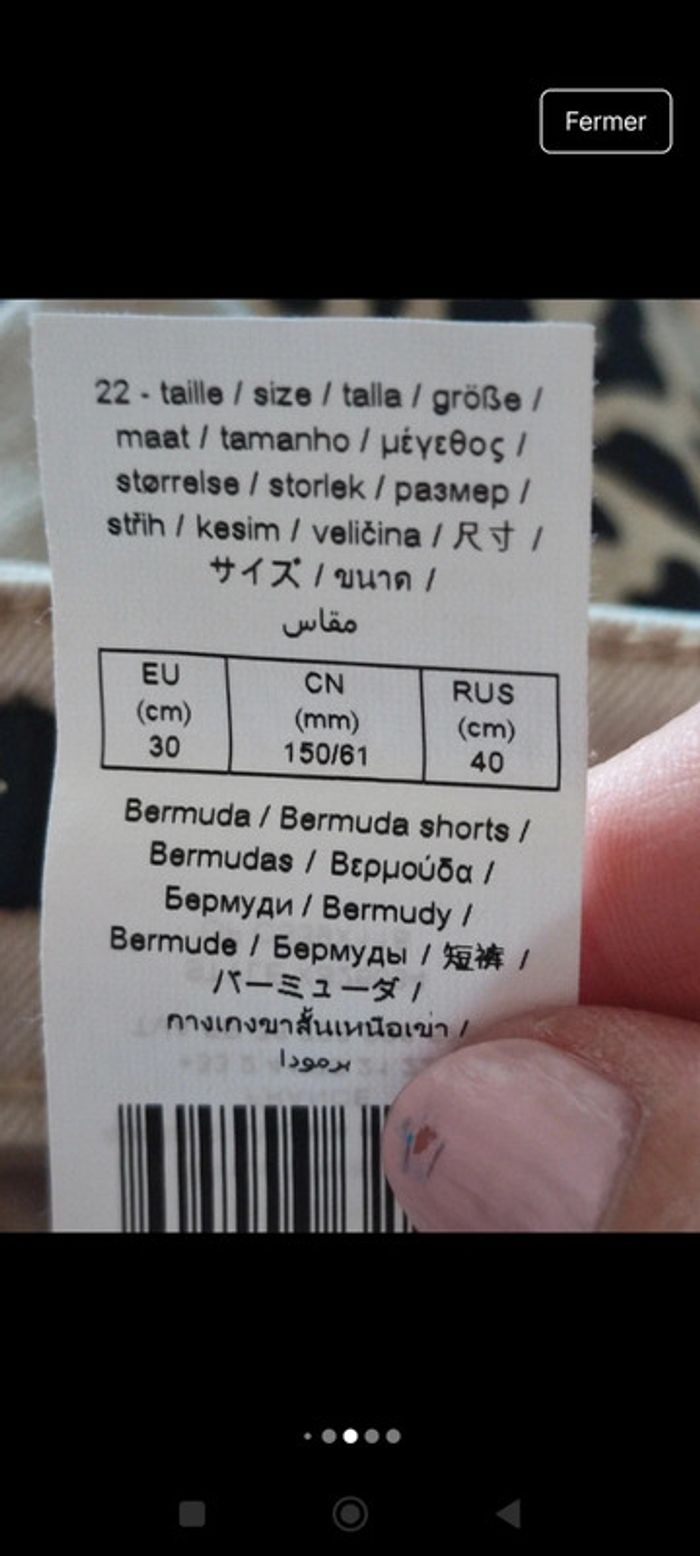 Fermer
22 - taille / size / talla / größe /
maat / tamanho / μέγεθος /
størrelse / storlek / размер /
střih / kesim / veličina / 尺寸 /
サイズ / ขนาด /
مقاس
EU
(cm)
30
CN
(mm)
150/61
RUS
(cm)
40
Bermuda / Bermuda shorts /
Bermudas / Βερμούδα /
Бермуди / Bermudy /
Bermude / Бермуды / 短裤 /
バーミューダ /
กางเกงขาสั้นเหนือเข่า /
برمودا